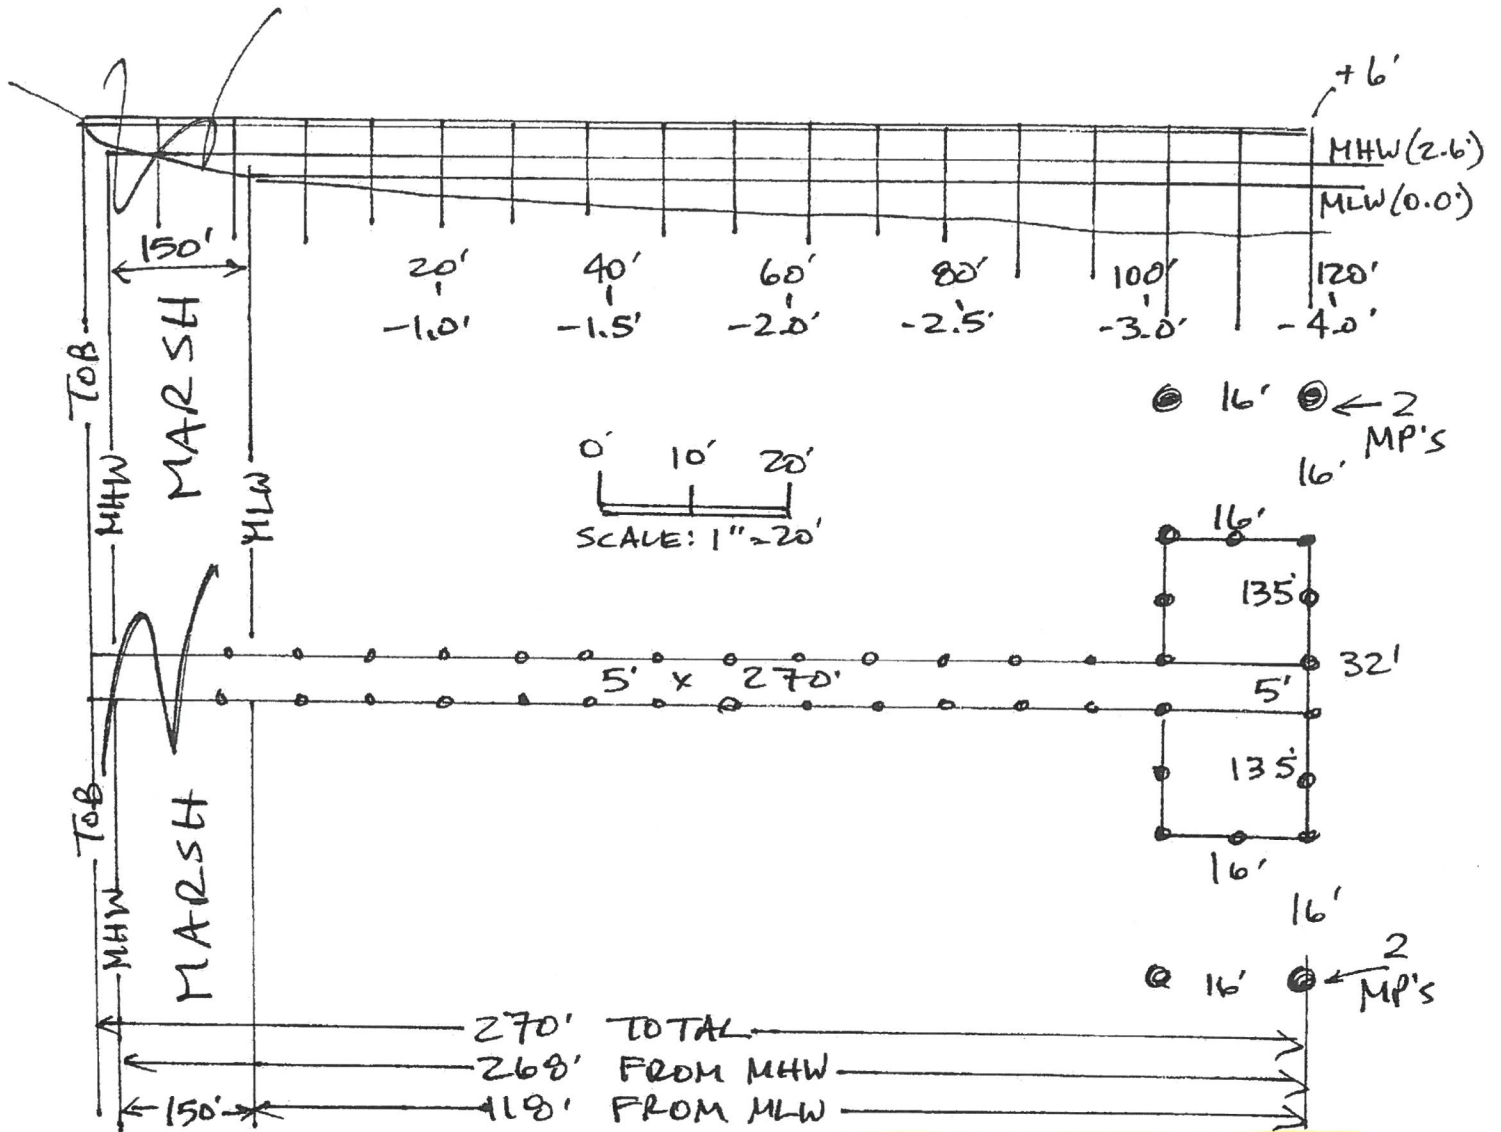 +6'
MHW (2.6')
MLW (0.0')
150'
20' 40' 60' 80' 100' 120'
-1.0' -1.5' -2.0' -2.5' -3.0' -4.0'
TOB
MHW
MARSH
MLW
16'
2
MP'S
16'
0' 10' 20'
SCALE: 1"=20'
16'
135'
5' x 270'
32'
5'
135'
16'
TOB
MHW
MARSH
16'
16'
2
MP'S
270' TOTAL
268' FROM MHW
150' 118' FROM MLW